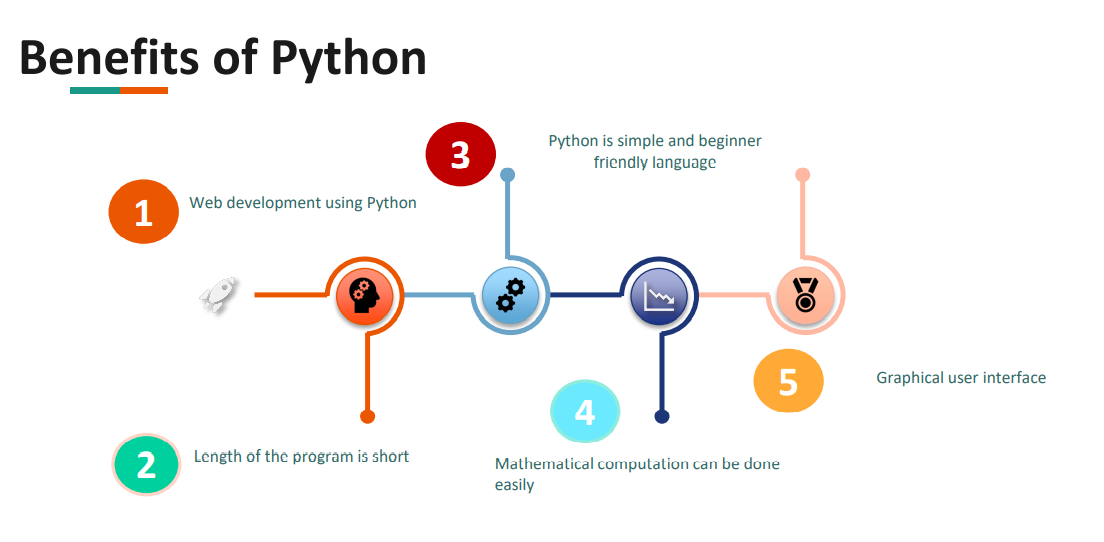 Benefits of Python
1
Web development using Python
2
Length of the program is short
3
Python is simple and beginner
friendly language
4
Mathematical computation can be done
easily
5
Graphical user interface